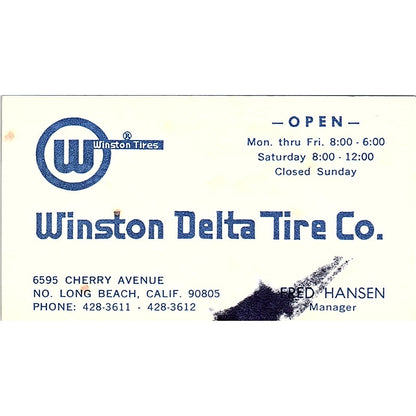 — OPEN —
Mon. thru Fri. 8:00 - 6:00
Saturday 8:00 - 12:00
Closed Sunday
W Winston Tires ®
Winston Delta Tire Co.
6595 CHERRY AVENUE
NO. LONG BEACH, CALIF. 90805
PHONE: 428-3611 - 428-3612
FRED HANSEN
Manager